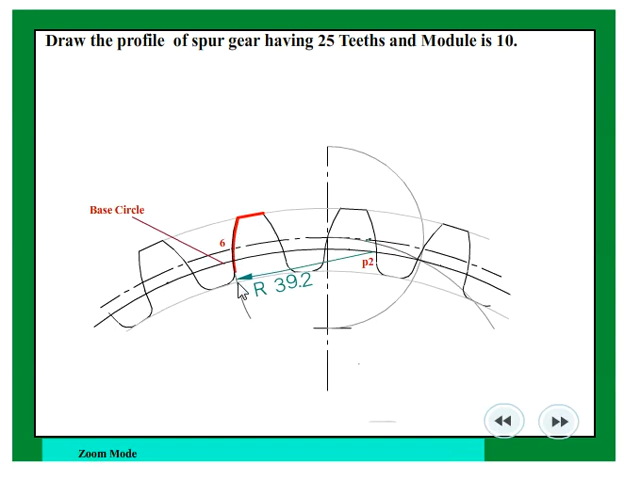 Draw the profile of spur gear having 25 Teeths and Module is 10.
Base Circle
6
p2
R 39.2
Zoom Mode